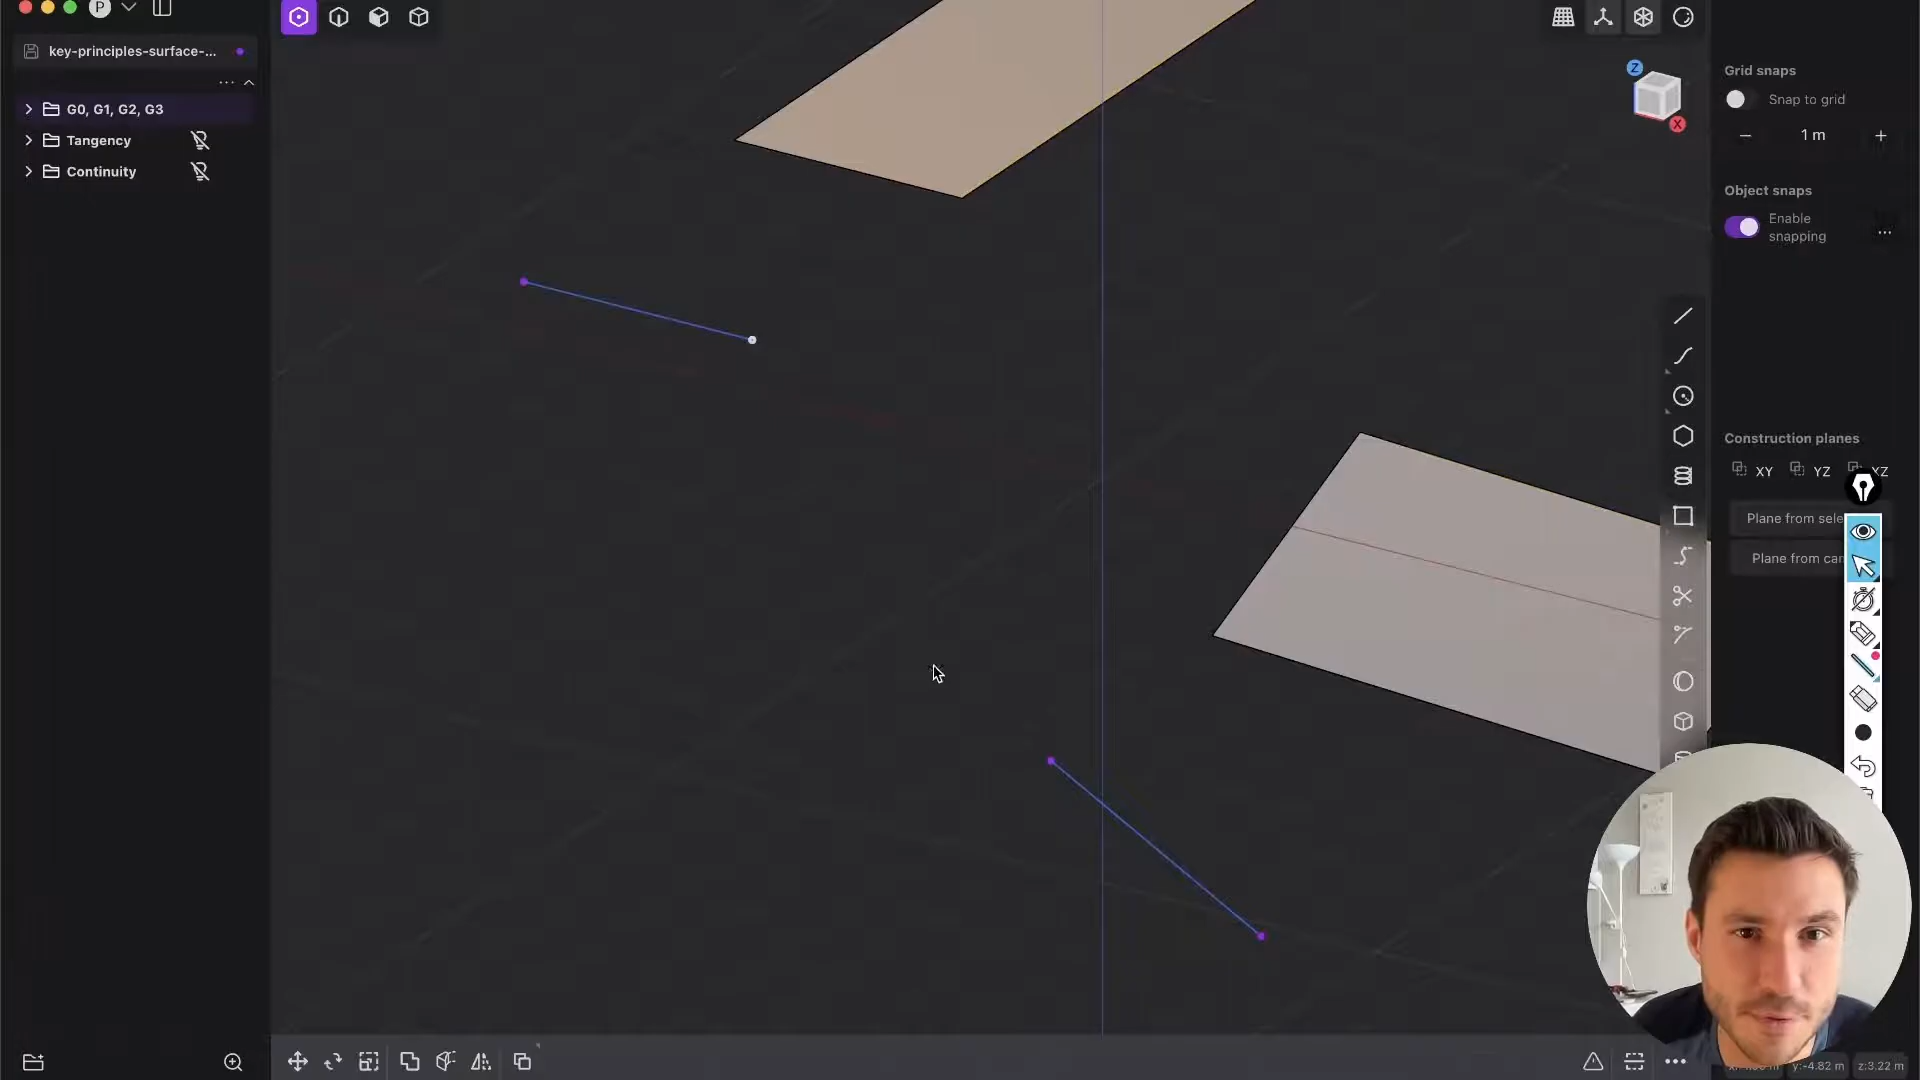 P
key-principles-surface-...
G0, G1, G2, G3
Tangency
Continuity
Z
X
Grid snaps
Snap to grid
1 m
Object snaps
Enable
snapping
Construction planes
XY YZ XZ
Plane from sele
Plane from can
y:-4.82 m z:3.22 m